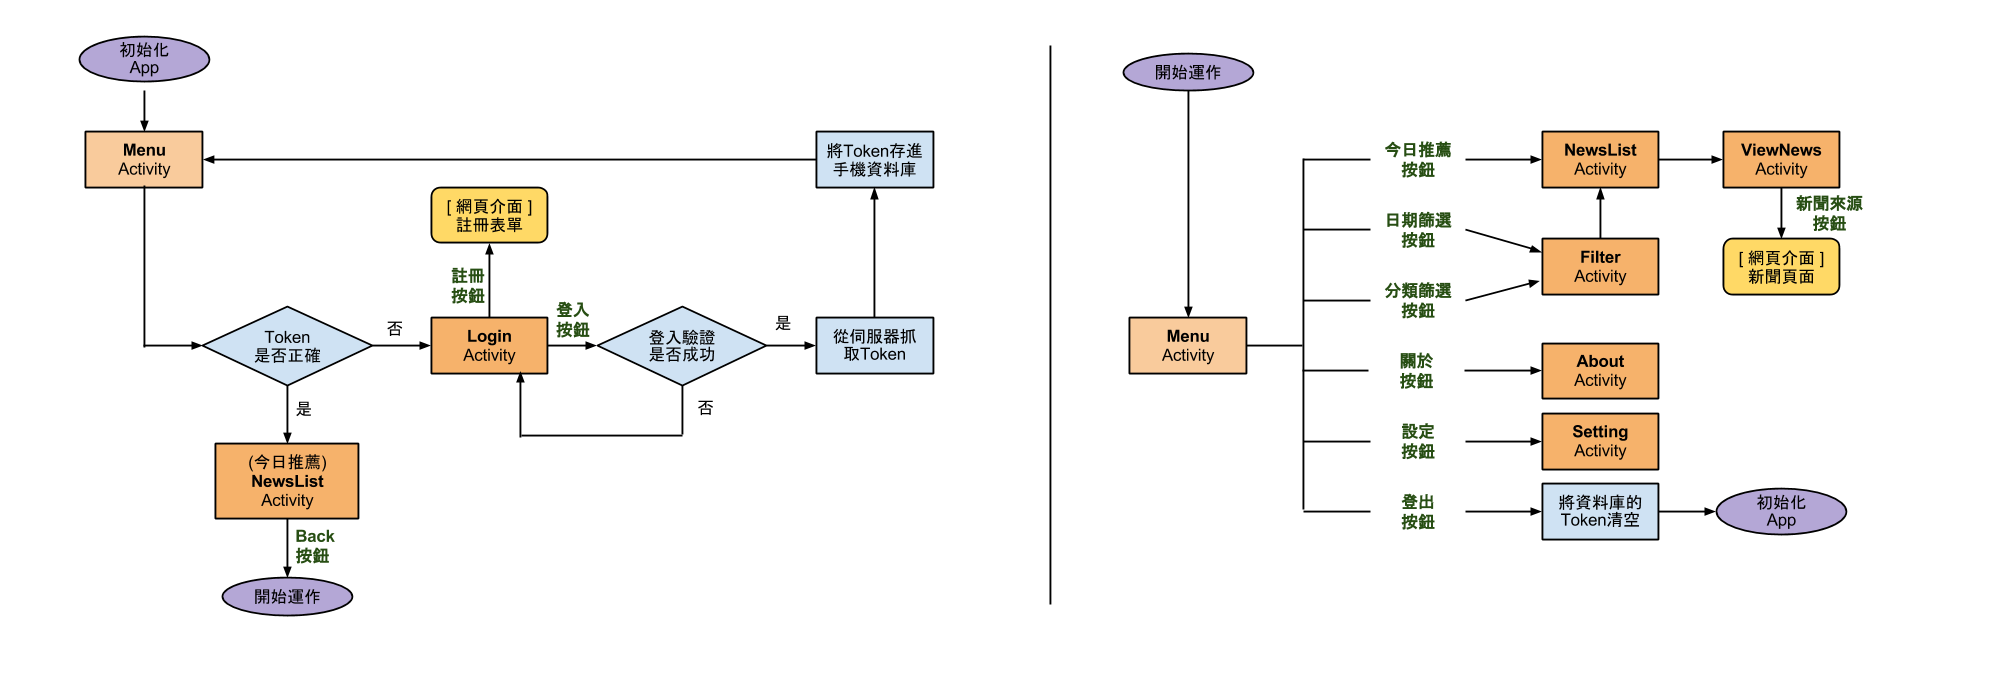 初始化
App
Menu
Activity
將Token存進
手機資料庫
[ 網頁介面 ]
註冊表單
註冊
按鈕
Token
是否正確
否
Login
Activity
登入
按鈕
登入驗證
是否成功
是
從伺服器抓
取Token
是
否
(今日推薦)
NewsList
Activity
Back
按鈕
開始運作
開始運作
Menu
Activity
今日推薦
按鈕
NewsList
Activity
ViewNews
Activity
新聞來源
按鈕
[ 網頁介面 ]
新聞頁面
日期篩選
按鈕
Filter
Activity
分類篩選
按鈕
關於
按鈕
About
Activity
設定
按鈕
Setting
Activity
登出
按鈕
將資料庫的
Token清空
初始化
App